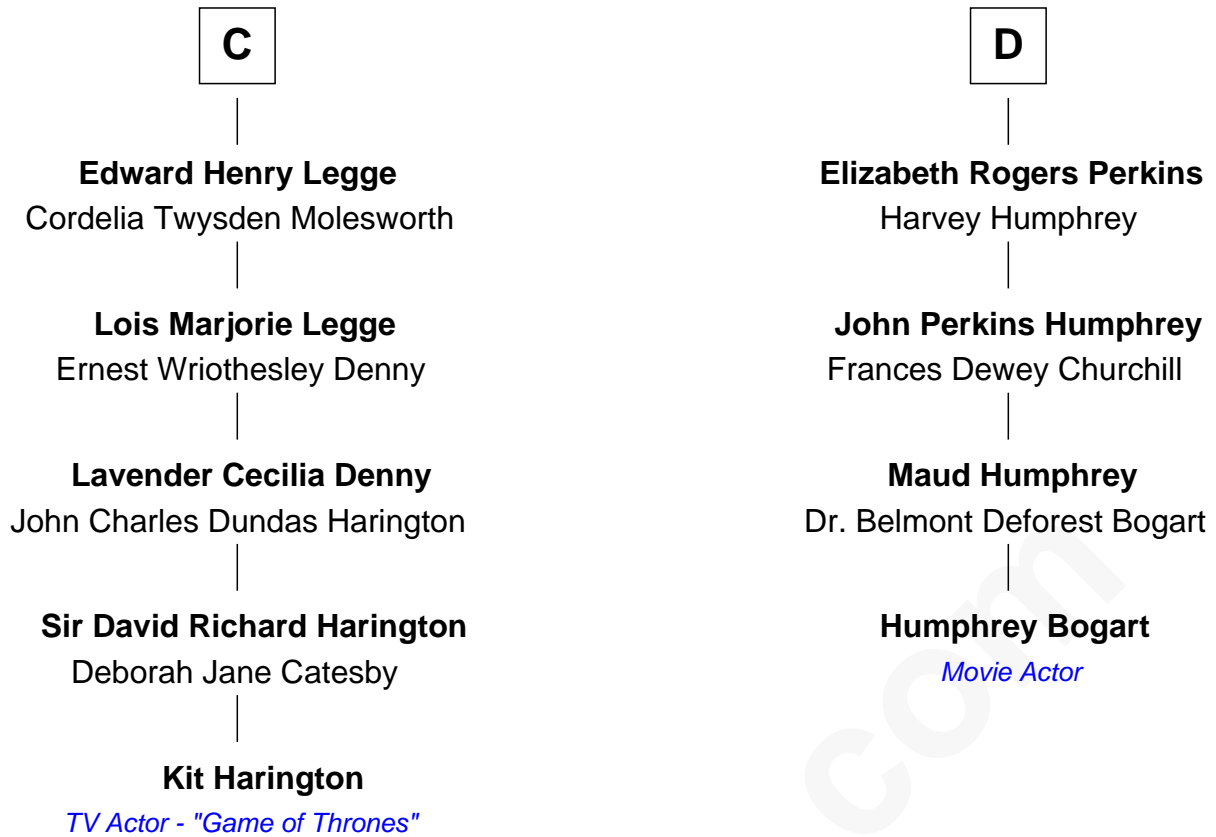 C
Edward Henry Legge
Cordelia Twysden Molesworth
Lois Marjorie Legge
Ernest Wriothesley Denny
Lavender Cecilia Denny
John Charles Dundas Harington
Sir David Richard Harington
Deborah Jane Catesby
Kit Harington
TV Actor - "Game of Thrones"
D
Elizabeth Rogers Perkins
Harvey Humphrey
John Perkins Humphrey
Frances Dewey Churchill
Maud Humphrey
Dr. Belmont Deforest Bogart
Humphrey Bogart
Movie Actor
com